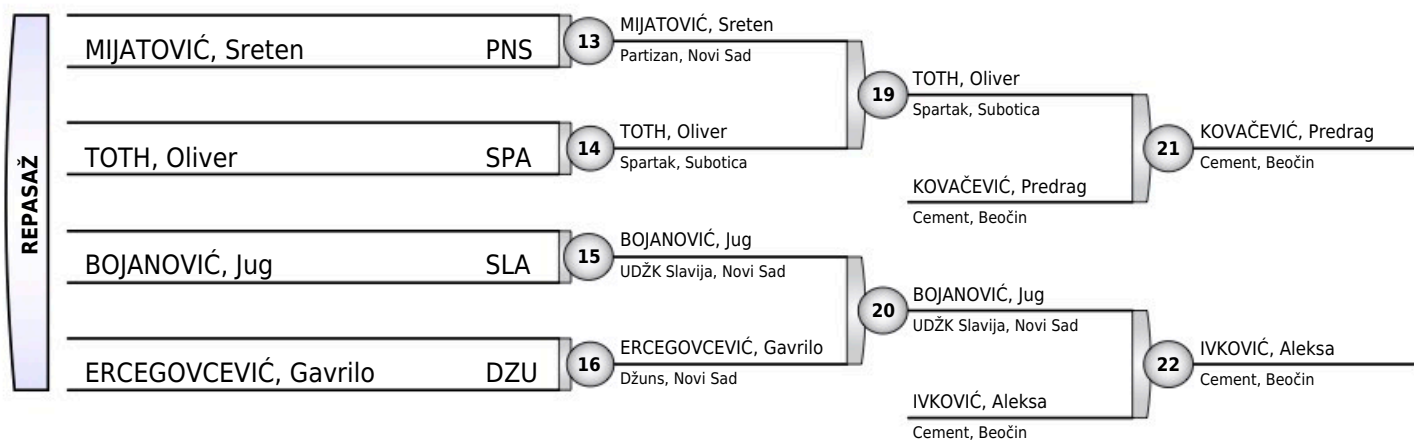 REPASAŽ
MIJATOVIĆ, Sreten PNS
TOTH, Oliver SPA
BOJANOVIĆ, Jug SLA
ERCEGOVCEVIĆ, Gavrilo DZU
13
MIJATOVIĆ, Sreten
Partizan, Novi Sad
14
TOTH, Oliver
Spartak, Subotica
15
BOJANOVIĆ, Jug
UDŽK Slavija, Novi Sad
16
ERCEGOVCEVIĆ, Gavrilo
Džuns, Novi Sad
19
TOTH, Oliver
Spartak, Subotica
KOVAČEVIĆ, Predrag
Cement, Beočin
20
BOJANOVIĆ, Jug
UDŽK Slavija, Novi Sad
IVKOVIĆ, Aleksa
Cement, Beočin
21
KOVAČEVIĆ, Predrag
Cement, Beočin
22
IVKOVIĆ, Aleksa
Cement, Beočin